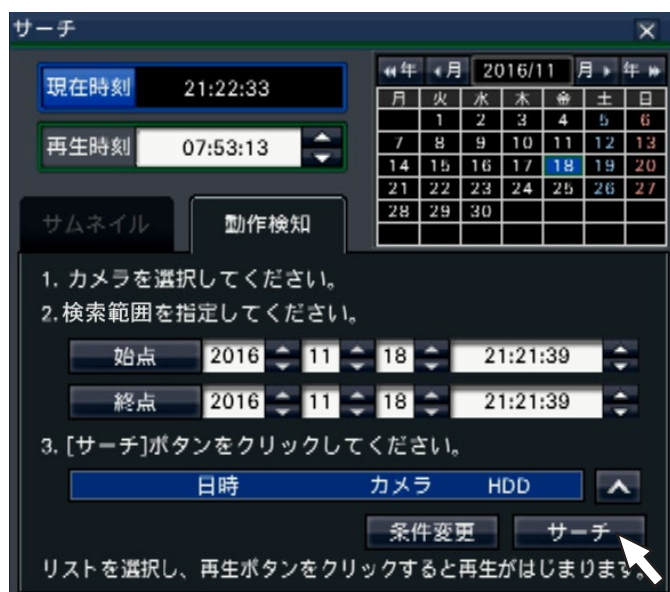 サーチ
現在時刻 21:22:33
再生時刻 07:53:13
年 月 2016/11 月 年
月 火 水 木 金 土 日
1 2 3 4 5 6
7 8 9 10 11 12 13
14 15 16 17 18 19 20
21 22 23 24 25 26 27
28 29 30
サムネイル 動作検知
1. カメラを選択してください。
2. 検索範囲を指定してください。
始点 2016 11 18 21:21:39
終点 2016 11 18 21:21:39
3. [サーチ]ボタンをクリックしてください。
日時 カメラ HDD
条件変更 サーチ
リストを選択し、再生ボタンをクリックすると再生がはじまります。